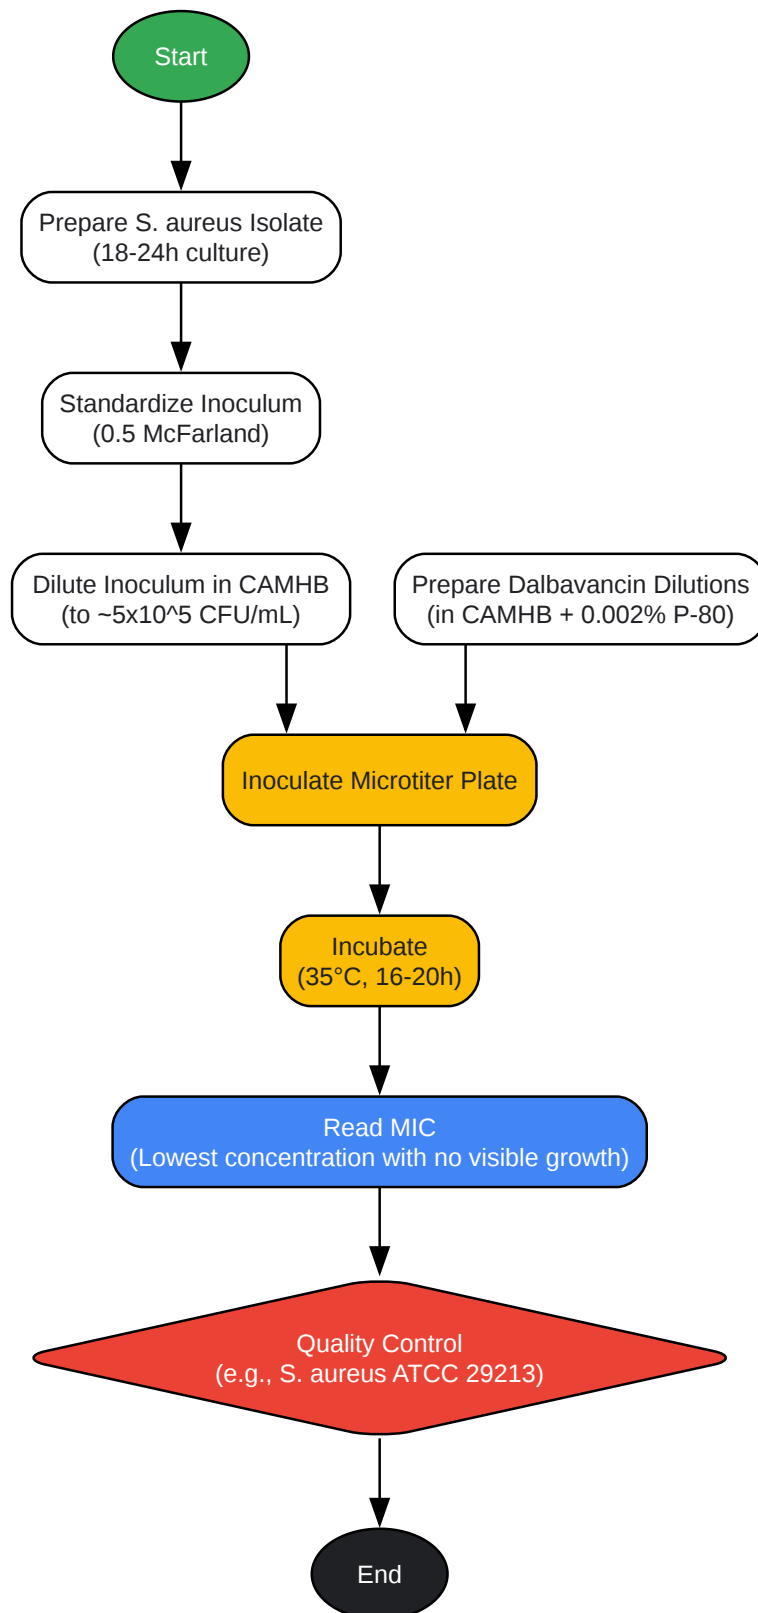 Start
Prepare S. aureus Isolate
(18-24h culture)
Standardize Inoculum
(0.5 McFarland)
Dilute Inoculum in CAMHB
(to ~5x10^5 CFU/mL)
Prepare Dalbavancin Dilutions
(in CAMHB + 0.002% P-80)
Inoculate Microtiter Plate
Incubate
(35°C, 16-20h)
Read MIC
(Lowest concentration with no visible growth)
Quality Control
(e.g., S. aureus ATCC 29213)
End